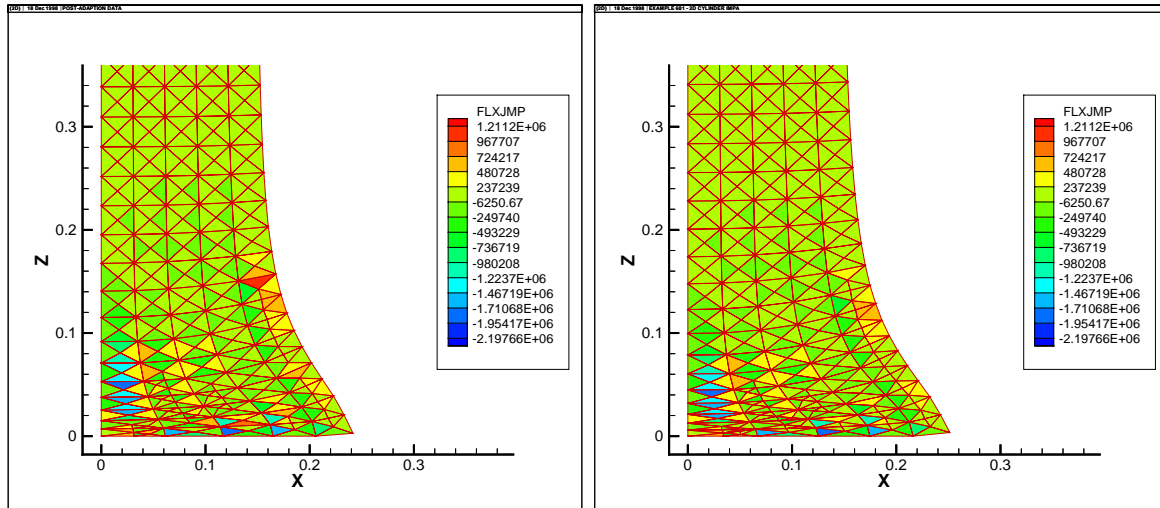 (2D) | 18 Dec 1998 | POST-ADAPTION DATA
FLXJMP
1.2112E+06
967707
724217
480728
237239
-6250.67
-249740
-493229
-736719
-980208
-1.2237E+06
-1.46719E+06
-1.71068E+06
-1.95417E+06
-2.19766E+06
0.3
0.2
0.1
0
Z
0 0.1 0.2 0.3
X
(2D) | 18 Dec 1998 | EXAMPLE 601 - 2D CYLINDER IMPA
FLXJMP
1.2112E+06
967707
724217
480728
237239
-6250.67
-249740
-493229
-736719
-980208
-1.2237E+06
-1.46719E+06
-1.71068E+06
-1.95417E+06
-2.19766E+06
0.3
0.2
0.1
0
Z
0 0.1 0.2 0.3
X